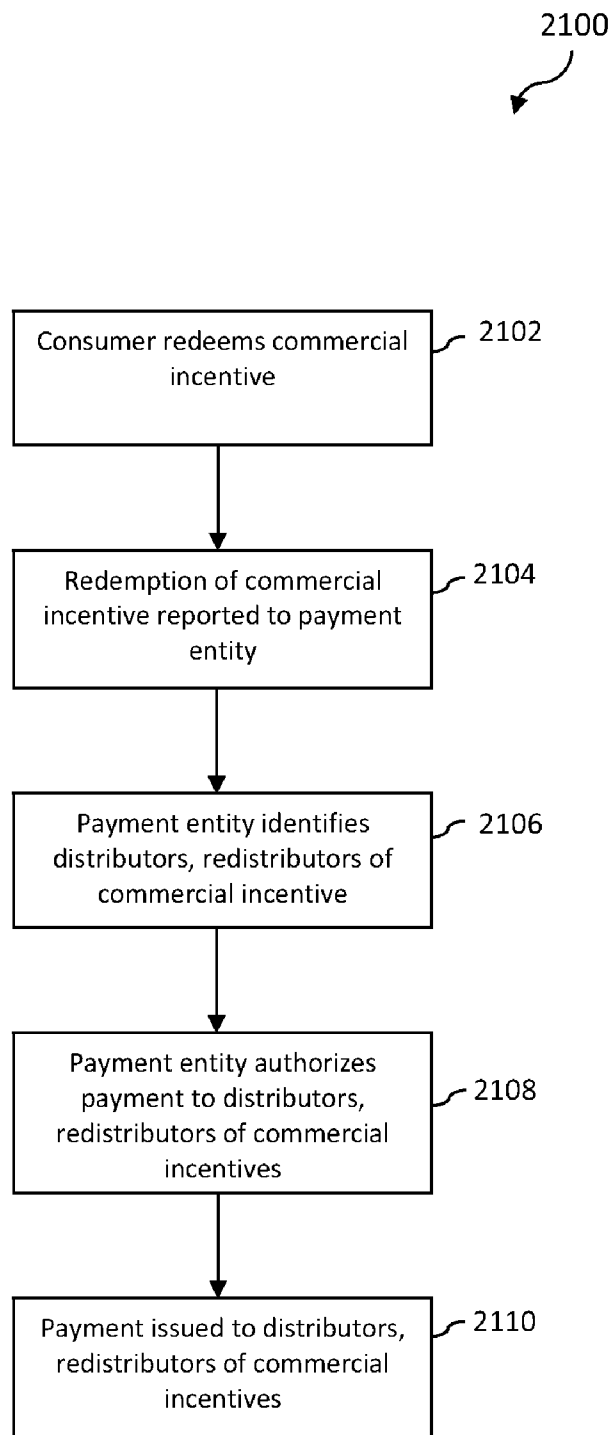 2100
Consumer redeems commercial
incentive
2102
Redemption of commercial
incentive reported to payment
entity
2104
Payment entity identifies
distributors, redistributors of
commercial incentive
2106
Payment entity authorizes
payment to distributors,
redistributors of commercial
incentives
2108
Payment issued to distributors,
redistributors of commercial
incentives
2110